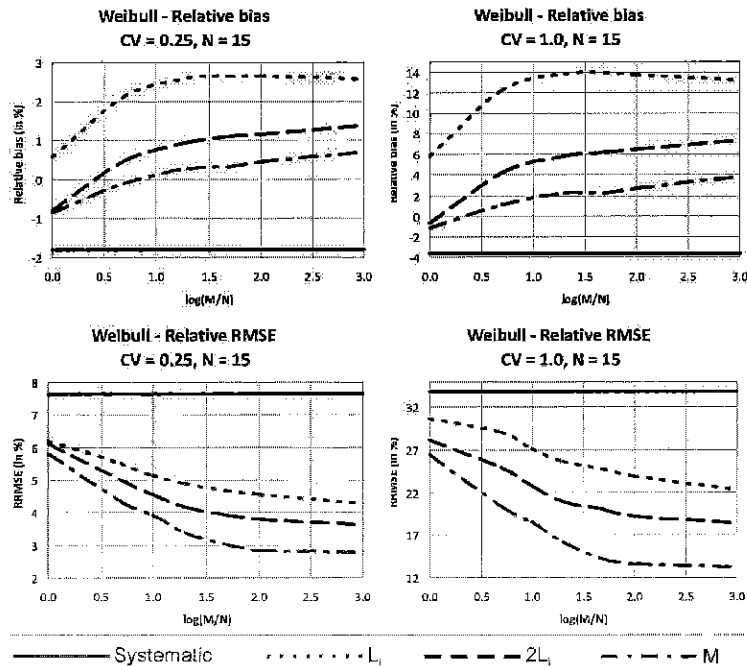 Weibull - Relative bias
CV = 0.25, N = 15
Relative bias (in %)
3
2
1
0
-1
-2
0.0 0.5 1.0 1.5 2.0 2.5 3.0
log(M/N)
Weibull - Relative bias
CV = 1.0, N = 15
Relative bias (in %)
14
12
10
8
6
4
2
0
-2
-4
0.0 0.5 1.0 1.5 2.0 2.5 3.0
log(M/N)
Weibull - Relative RMSE
CV = 0.25, N = 15
RRMSE (in %)
8
7
6
5
4
3
2
0.0 0.5 1.0 1.5 2.0 2.5 3.0
log(M/N)
Weibull - Relative RMSE
CV = 1.0, N = 15
RRMSE (in %)
32
27
22
17
12
0.0 0.5 1.0 1.5 2.0 2.5 3.0
log(M/N)
Systematic Lᵢ 2Lᵢ M